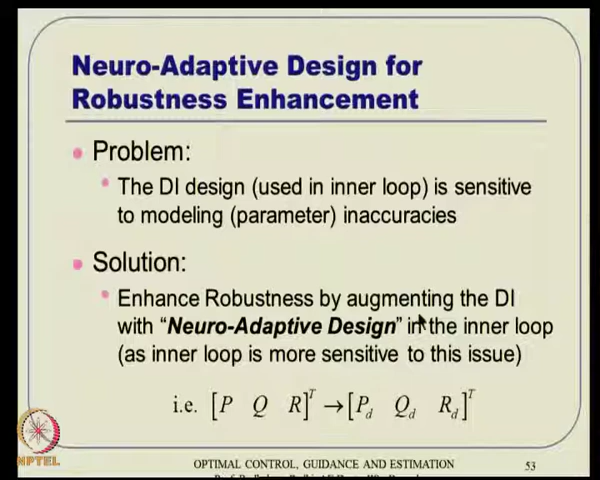 Neuro-Adaptive Design for
Robustness Enhancement
• Problem:
• The DI design (used in inner loop) is sensitive
to modeling (parameter) inaccuracies
• Solution:
• Enhance Robustness by augmenting the DI
with “Neuro-Adaptive Design” in the inner loop
(as inner loop is more sensitive to this issue)
i.e. [P Q R]^T → [P_d Q_d R_d]^T
NPTEL
OPTIMAL CONTROL, GUIDANCE AND ESTIMATION
53